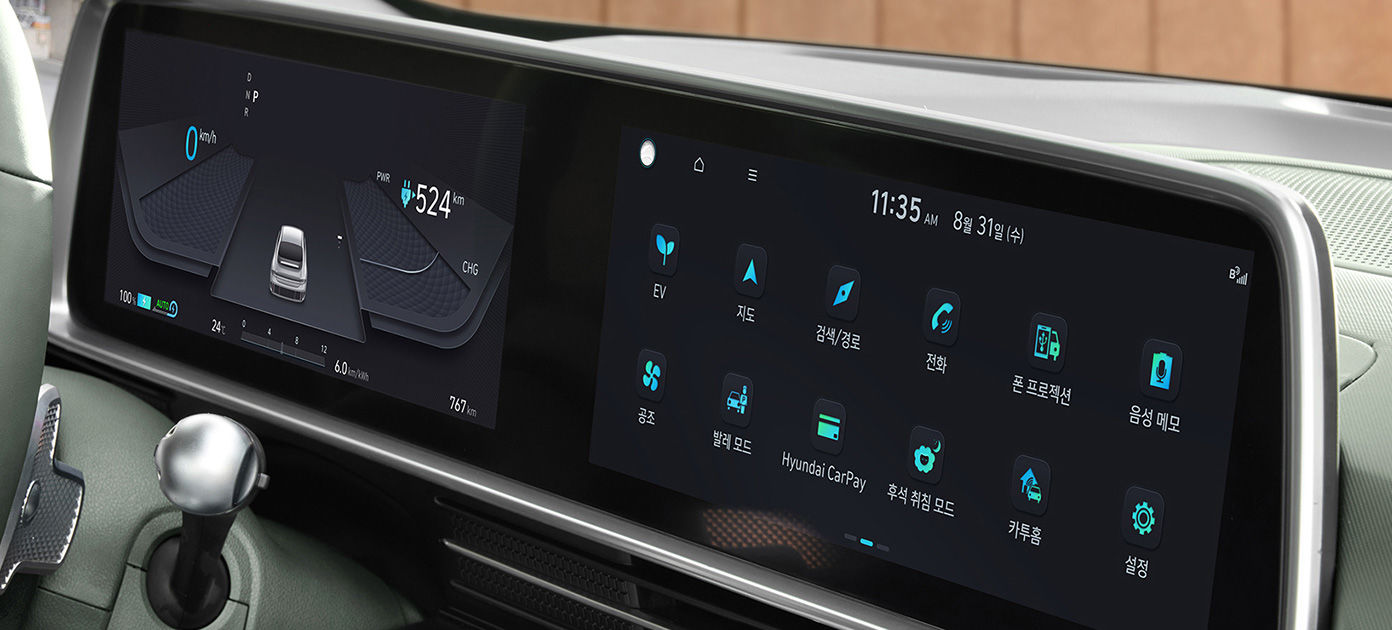 D
N P
R
0 km/h
PWR
524 km
CHG
100%
AUTO
24℃
0 4 8 12
6.0 km/kWh
767 km
11:35 AM 8월 31일 (수)
B
EV
지도
검색/경로
전화
폰 프로젝션
음성 메모
공조
발레 모드
Hyundai CarPay
후석 취침 모드
카투홈
설정